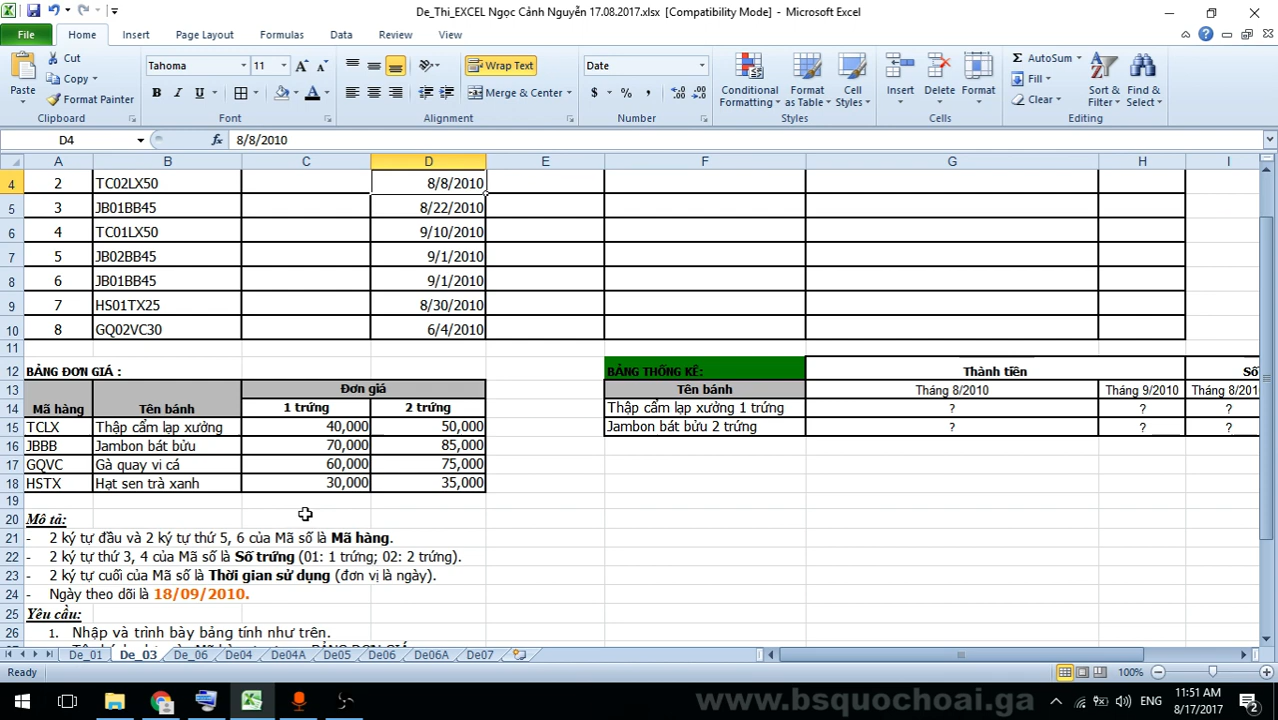 De_Thi_EXCEL Ngọc Cảnh Nguyễn 17.08.2017.xlsx [Compatibility Mode] - Microsoft Excel
File Home Insert Page Layout Formulas Data Review View
Cut
Copy
Format Painter
Paste
Clipboard
Tahoma 11
Font
Wrap Text
Merge & Center
Alignment
Date
Number
Conditional Formatting
Format as Table
Cell Styles
Styles
Insert Delete Format
Cells
AutoSum
Fill
Clear
Sort & Filter
Find & Select
Editing
D4 fx 8/8/2010
A B C D E F G H I
4 2 TC02LX50 8/8/2010
5 3 JB01BB45 8/22/2010
6 4 TC01LX50 9/10/2010
7 5 JB02BB45 9/1/2010
8 6 JB01BB45 9/1/2010
9 7 HS01TX25 8/30/2010
10 8 GQ02VC30 6/4/2010
11
12 BẢNG ĐƠN GIÁ : BẢNG THỐNG KÊ: Thành tiền Số
13 Mã hàng Tên bánh Đơn giá Tên bánh Tháng 8/2010 Tháng 9/2010 Tháng 8/201
14 1 trứng 2 trứng Thập cẩm lạp xưởng 1 trứng ? ? ?
15 TCLX Thập cẩm lạp xưởng 40,000 50,000 Jambon bát bửu 2 trứng ? ? ?
16 JBBB Jambon bát bửu 70,000 85,000
17 GQVC Gà quay vi cá 60,000 75,000
18 HSTX Hạt sen trà xanh 30,000 35,000
19
20 Mô tả:
21 - 2 ký tự đầu và 2 ký tự thứ 5, 6 của Mã số là Mã hàng.
22 - 2 ký tự thứ 3, 4 của Mã số là Số trứng (01: 1 trứng; 02: 2 trứng).
23 - 2 ký tự cuối của Mã số là Thời gian sử dụng (đơn vị là ngày).
24 - Ngày theo dõi là 18/09/2010.
25 Yêu cầu:
26 1. Nhập và trình bày bảng tính như trên.
De_01 De_03 De_06 De04 De04A De05 De06 De06A De07
Ready 100%
www.bsquochoai.ga
ENG
11:51 AM
8/17/2017
2